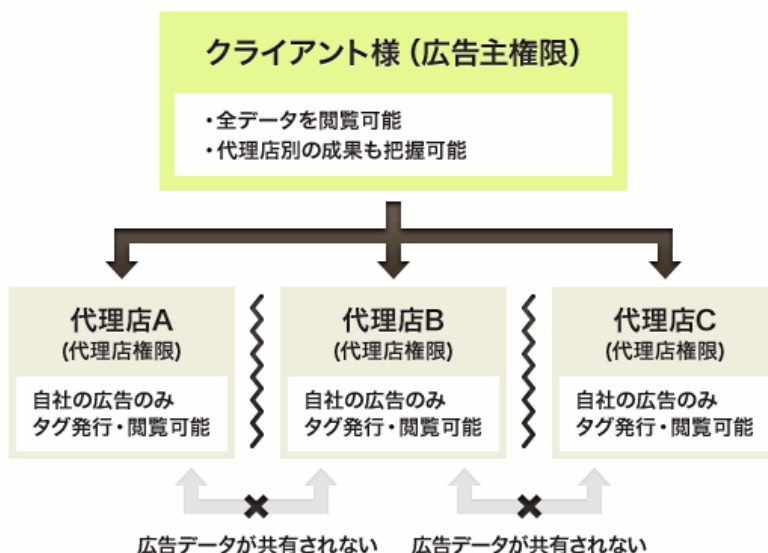 クライアント様（広告主権限）
・全データを閲覧可能
・代理店別の成果も把握可能
代理店A
(代理店権限)
自社の広告のみ
タグ発行・閲覧可能
代理店B
(代理店権限)
自社の広告のみ
タグ発行・閲覧可能
代理店C
(代理店権限)
自社の広告のみ
タグ発行・閲覧可能
広告データが共有されない
広告データが共有されない